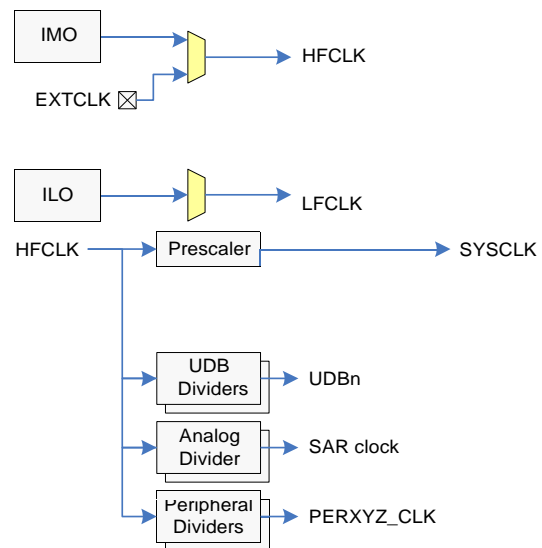 IMO
HFCLK
EXTCLK
ILO
LFCLK
HFCLK
Prescaler
SYSCLK
UDB
Dividers
UDBn
Analog
Divider
SAR clock
Peripheral
Dividers
PERXYZ_CLK